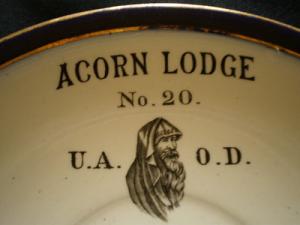 ACORN LODGE
No. 20.
U.A. O.D.